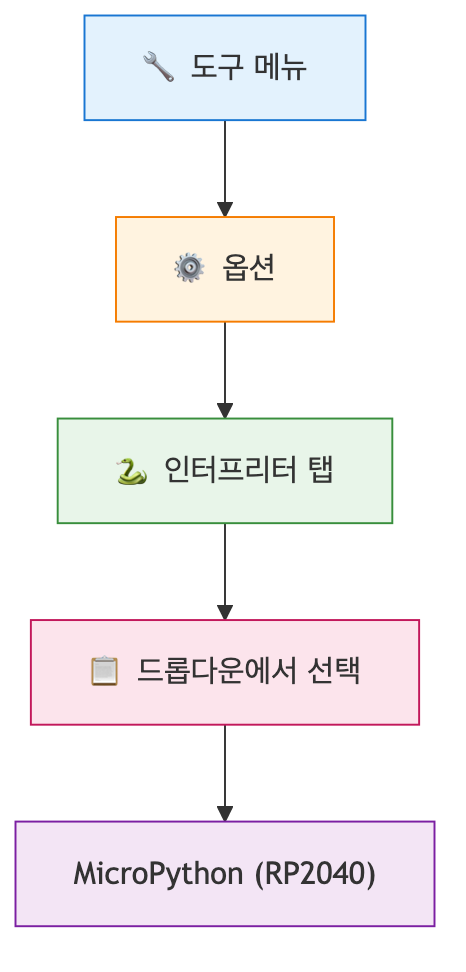 🔧 도구 메뉴
⚙️ 옵션
🐍 인터프리터 탭
📋 드롭다운에서 선택
MicroPython (RP2040)